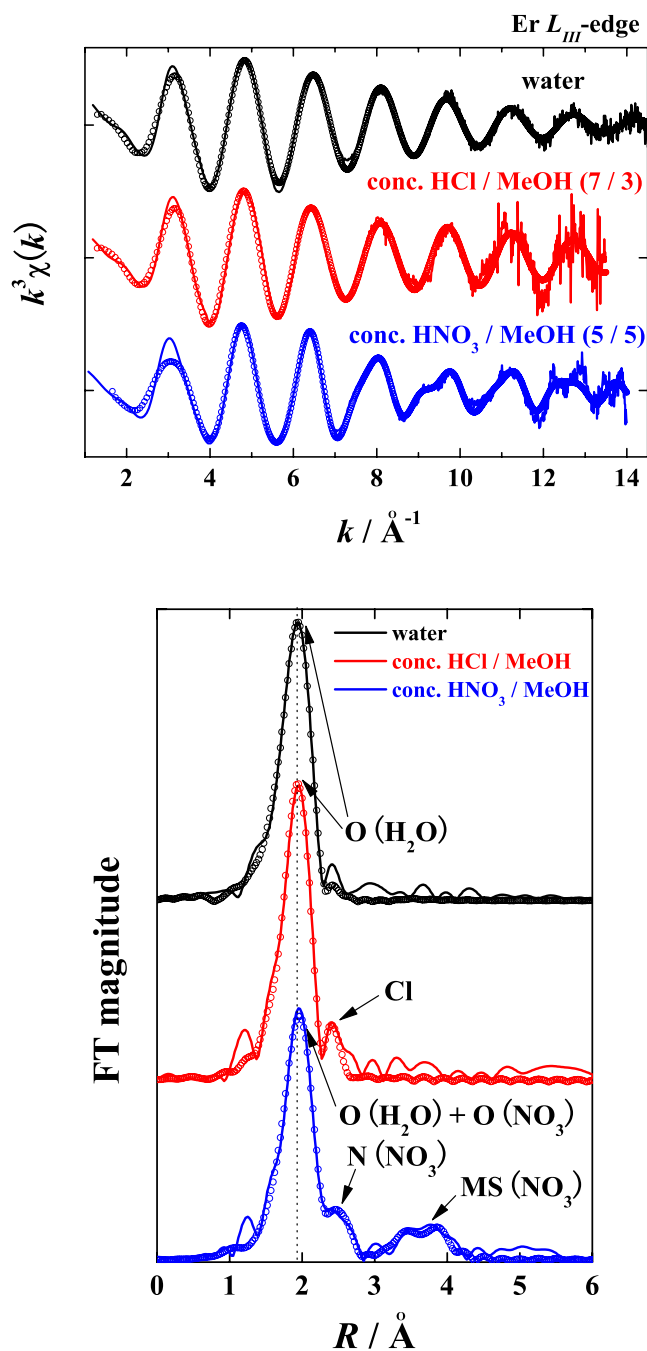 Er L_III-edge
water
conc. HCl / MeOH (7 / 3)
conc. HNO₃ / MeOH (5 / 5)
k³χ(k)
2 4 6 8 10 12 14
k / Å⁻¹
water
conc. HCl / MeOH
conc. HNO₃ / MeOH
O (H₂O)
Cl
O (H₂O) + O (NO₃)
N (NO₃)
MS (NO₃)
FT magnitude
0 1 2 3 4 5 6
R / Å